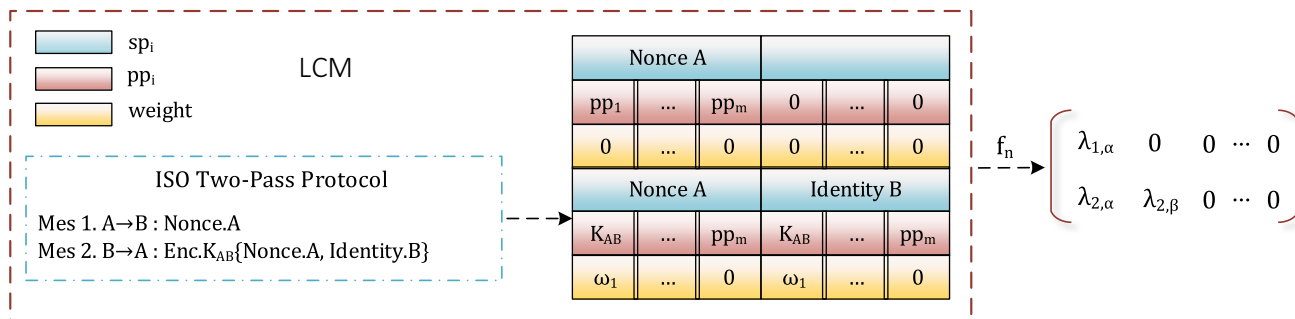 spᵢ
ppᵢ
weight
LCM
ISO Two-Pass Protocol
Mes 1. A→B : Nonce.A
Mes 2. B→A : Enc.K_AB{Nonce.A, Identity.B}
Nonce A
pp₁ ... ppₘ 0 ... 0
0 ... 0 0 ... 0
Nonce A Identity B
K_AB ... ppₘ K_AB ... ppₘ
ω₁ ... 0 ω₁ ... 0
fₙ
λ₁,α 0 0 ··· 0
λ₂,α λ₂,β 0 ··· 0